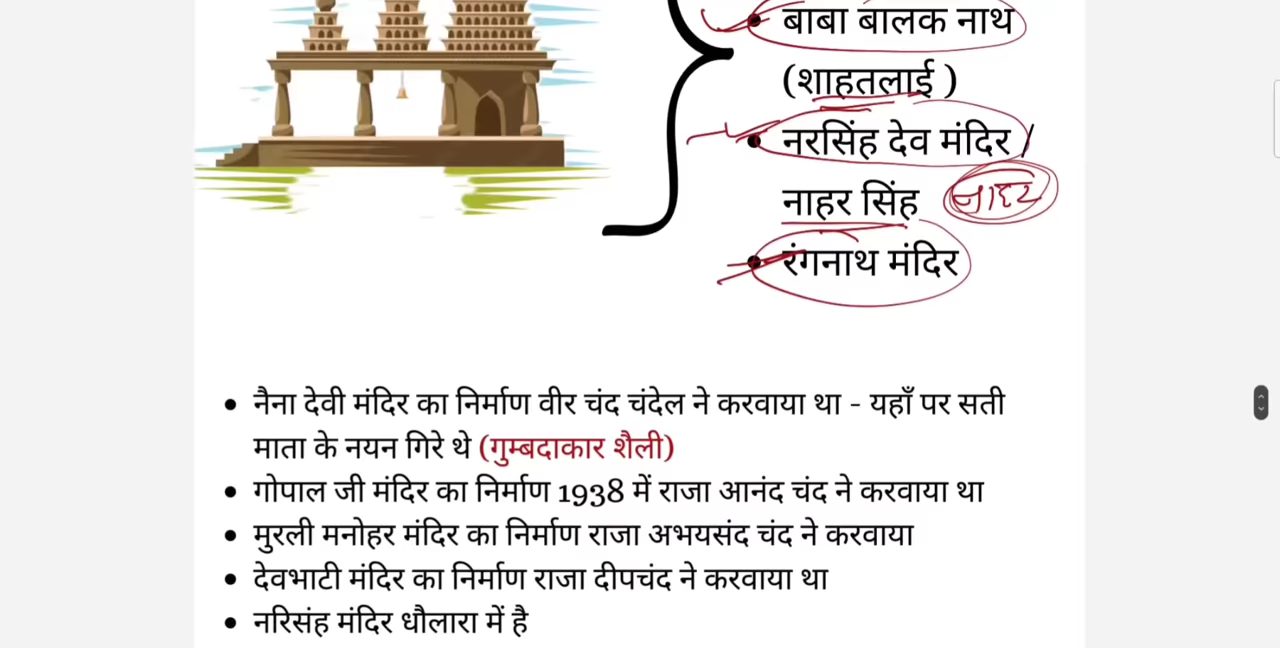 बाबा बालक नाथ
(शाहतलाई )
नरसिंह देव मंदिर /
नाहर सिंह नाहर
रंगनाथ मंदिर
नैना देवी मंदिर का निर्माण वीर चंद चंदेल ने करवाया था - यहाँ पर सती
माता के नयन गिरे थे (गुम्बदाकार शैली)
गोपाल जी मंदिर का निर्माण 1938 में राजा आनंद चंद ने करवाया था
मुरली मनोहर मंदिर का निर्माण राजा अभयसंद चंद ने करवाया
देवभाटी मंदिर का निर्माण राजा दीपचंद ने करवाया था
नरिसंह मंदिर धौलारा में है